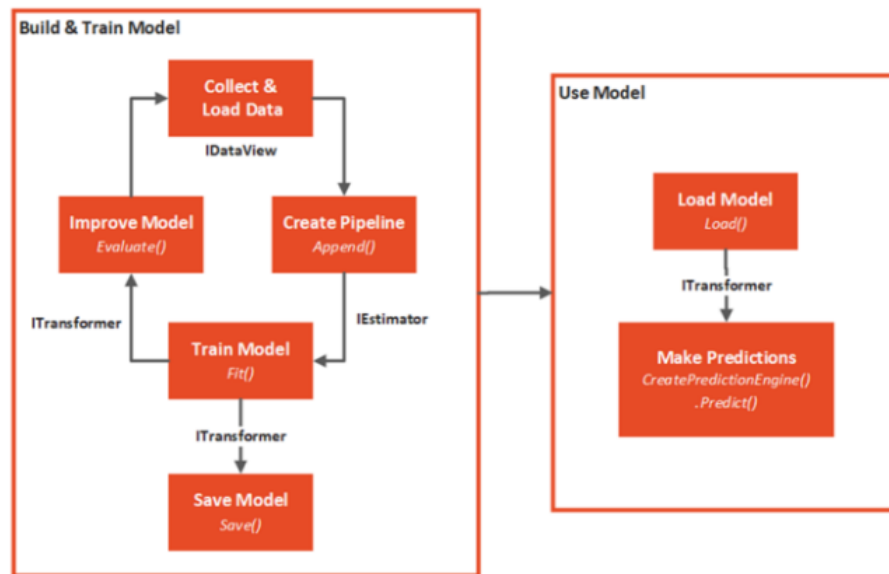 Build & Train Model
Collect &
Load Data
IDataView
Improve Model
Evaluate()
Create Pipeline
Append()
ITransformer
IEstimator
Train Model
Fit()
ITransformer
Save Model
Save()
Use Model
Load Model
Load()
ITransformer
Make Predictions
CreatePredictionEngine()
.Predict()